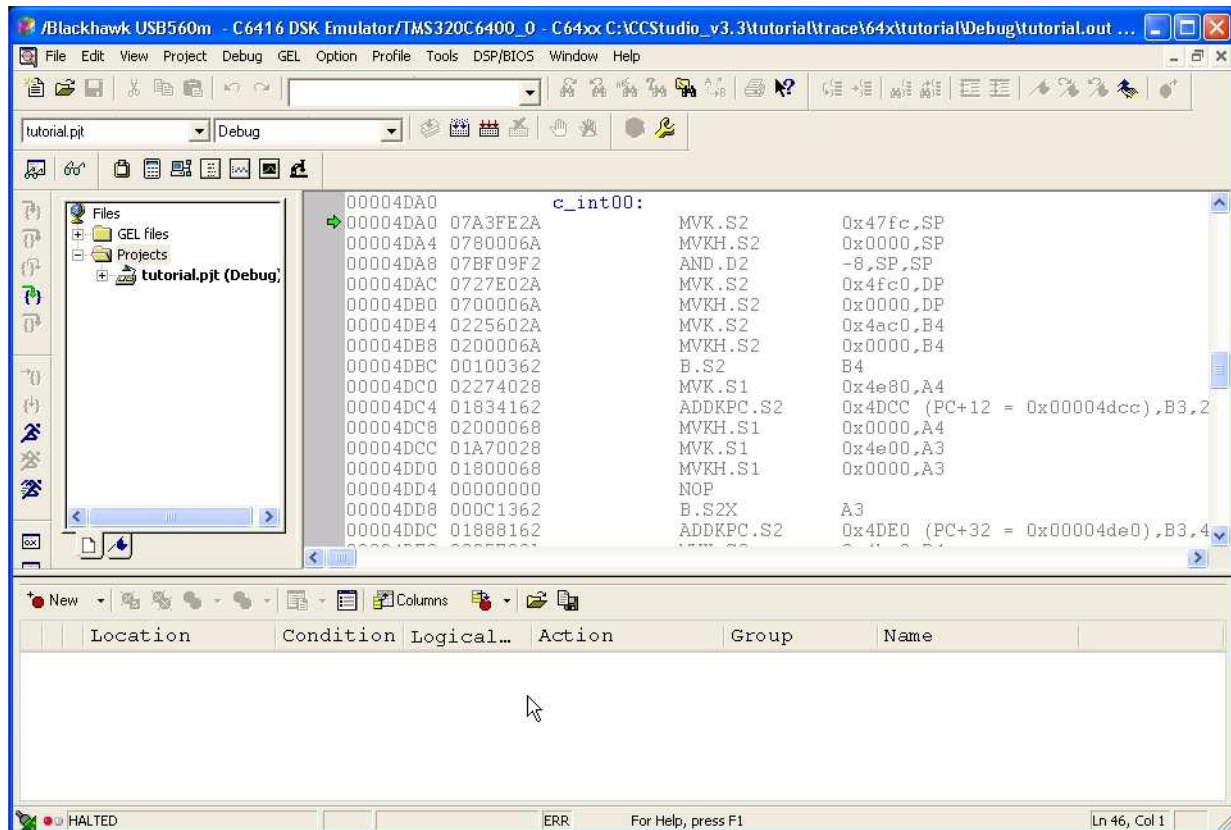 /Blackhawk USB560m - C6416 DSK Emulator/TMS320C6400_0 - C64xx C:\CCStudio_v3.3\tutorial\trace\64x\tutorial\Debug\tutorial.out ...
File Edit View Project Debug GEL Option Profile Tools DSP/BIOS Window Help
tutorial.pjt Debug
Files
GEL files
Projects
tutorial.pjt (Debug)
00004DA0 c_int00:
00004DA0 07A3FE2A MVK.S2 0x47fc,SP
00004DA4 0780006A MVKH.S2 0x0000,SP
00004DA8 07BF09F2 AND.D2 -8,SP,SP
00004DAC 0727E02A MVK.S2 0x4fc0,DP
00004DB0 0700006A MVKH.S2 0x0000,DP
00004DB4 0225602A MVK.S2 0x4ac0,B4
00004DB8 0200006A MVKH.S2 0x0000,B4
00004DBC 00100362 B.S2 B4
00004DC0 02274028 MVK.S1 0x4e80,A4
00004DC4 01834162 ADDKPC.S2 0x4DCC (PC+12 = 0x00004dcc),B3,2
00004DC8 02000068 MVKH.S1 0x0000,A4
00004DCC 01A70028 MVK.S1 0x4e00,A3
00004DD0 01800068 MVKH.S1 0x0000,A3
00004DD4 00000000 NOP
00004DD8 000C1362 B.S2X A3
00004DDC 01888162 ADDKPC.S2 0x4DE0 (PC+32 = 0x00004de0),B3,4
New Columns
Location Condition Logical... Action Group Name
HALTED ERR For Help, press F1 Ln 46, Col 1